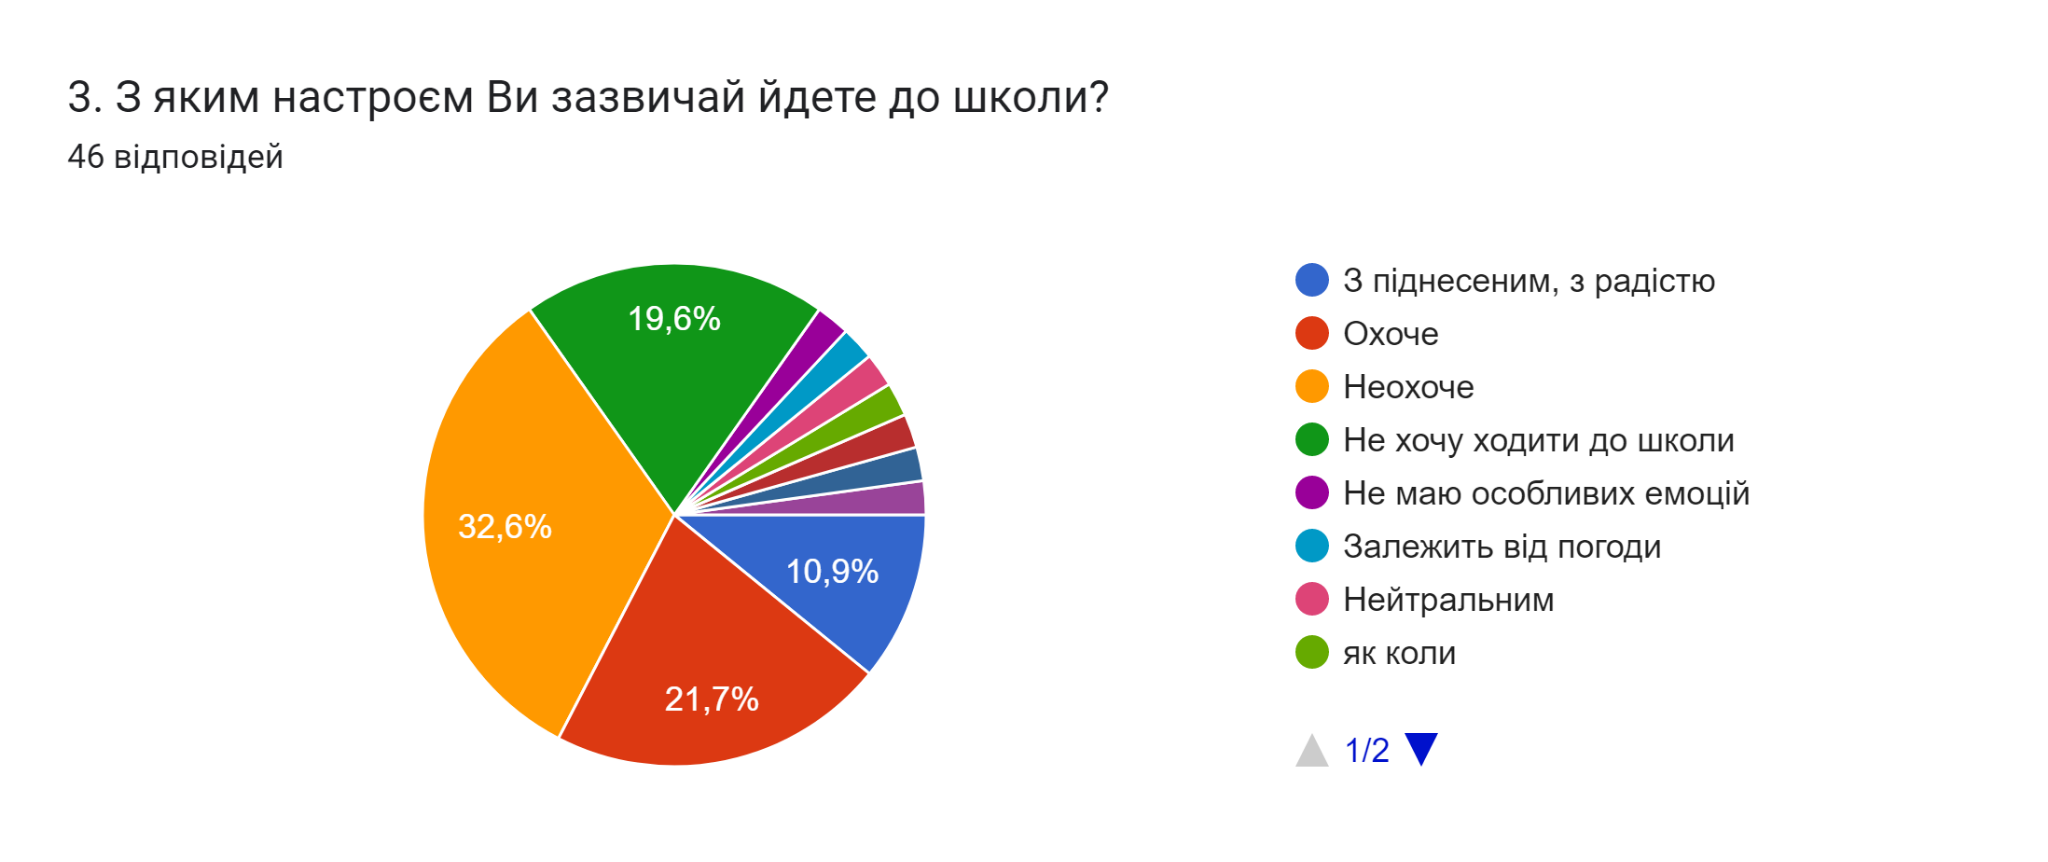 3. З яким настроєм Ви зазвичай йдете до школи?
46 відповідей
19,6%
32,6%
10,9%
21,7%
З піднесеним, з радістю
Охоче
Неохоче
Не хочу ходити до школи
Не маю особливих емоцій
Залежить від погоди
Нейтральним
як коли
1/2